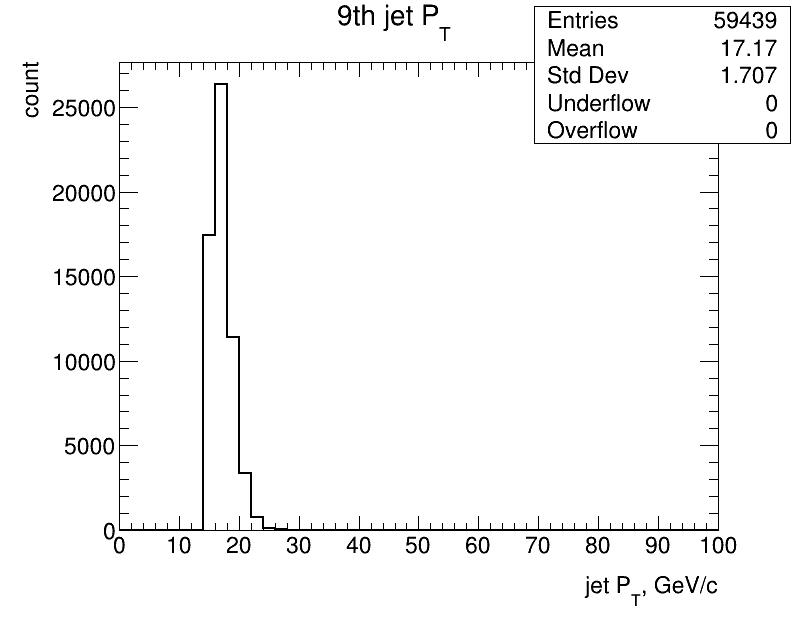 9th jet P_T
Entries 59439
Mean 17.17
Std Dev 1.707
Underflow 0
Overflow 0
count
25000
20000
15000
10000
5000
0
0 10 20 30 40 50 60 70 80 90 100
jet P_T, GeV/c